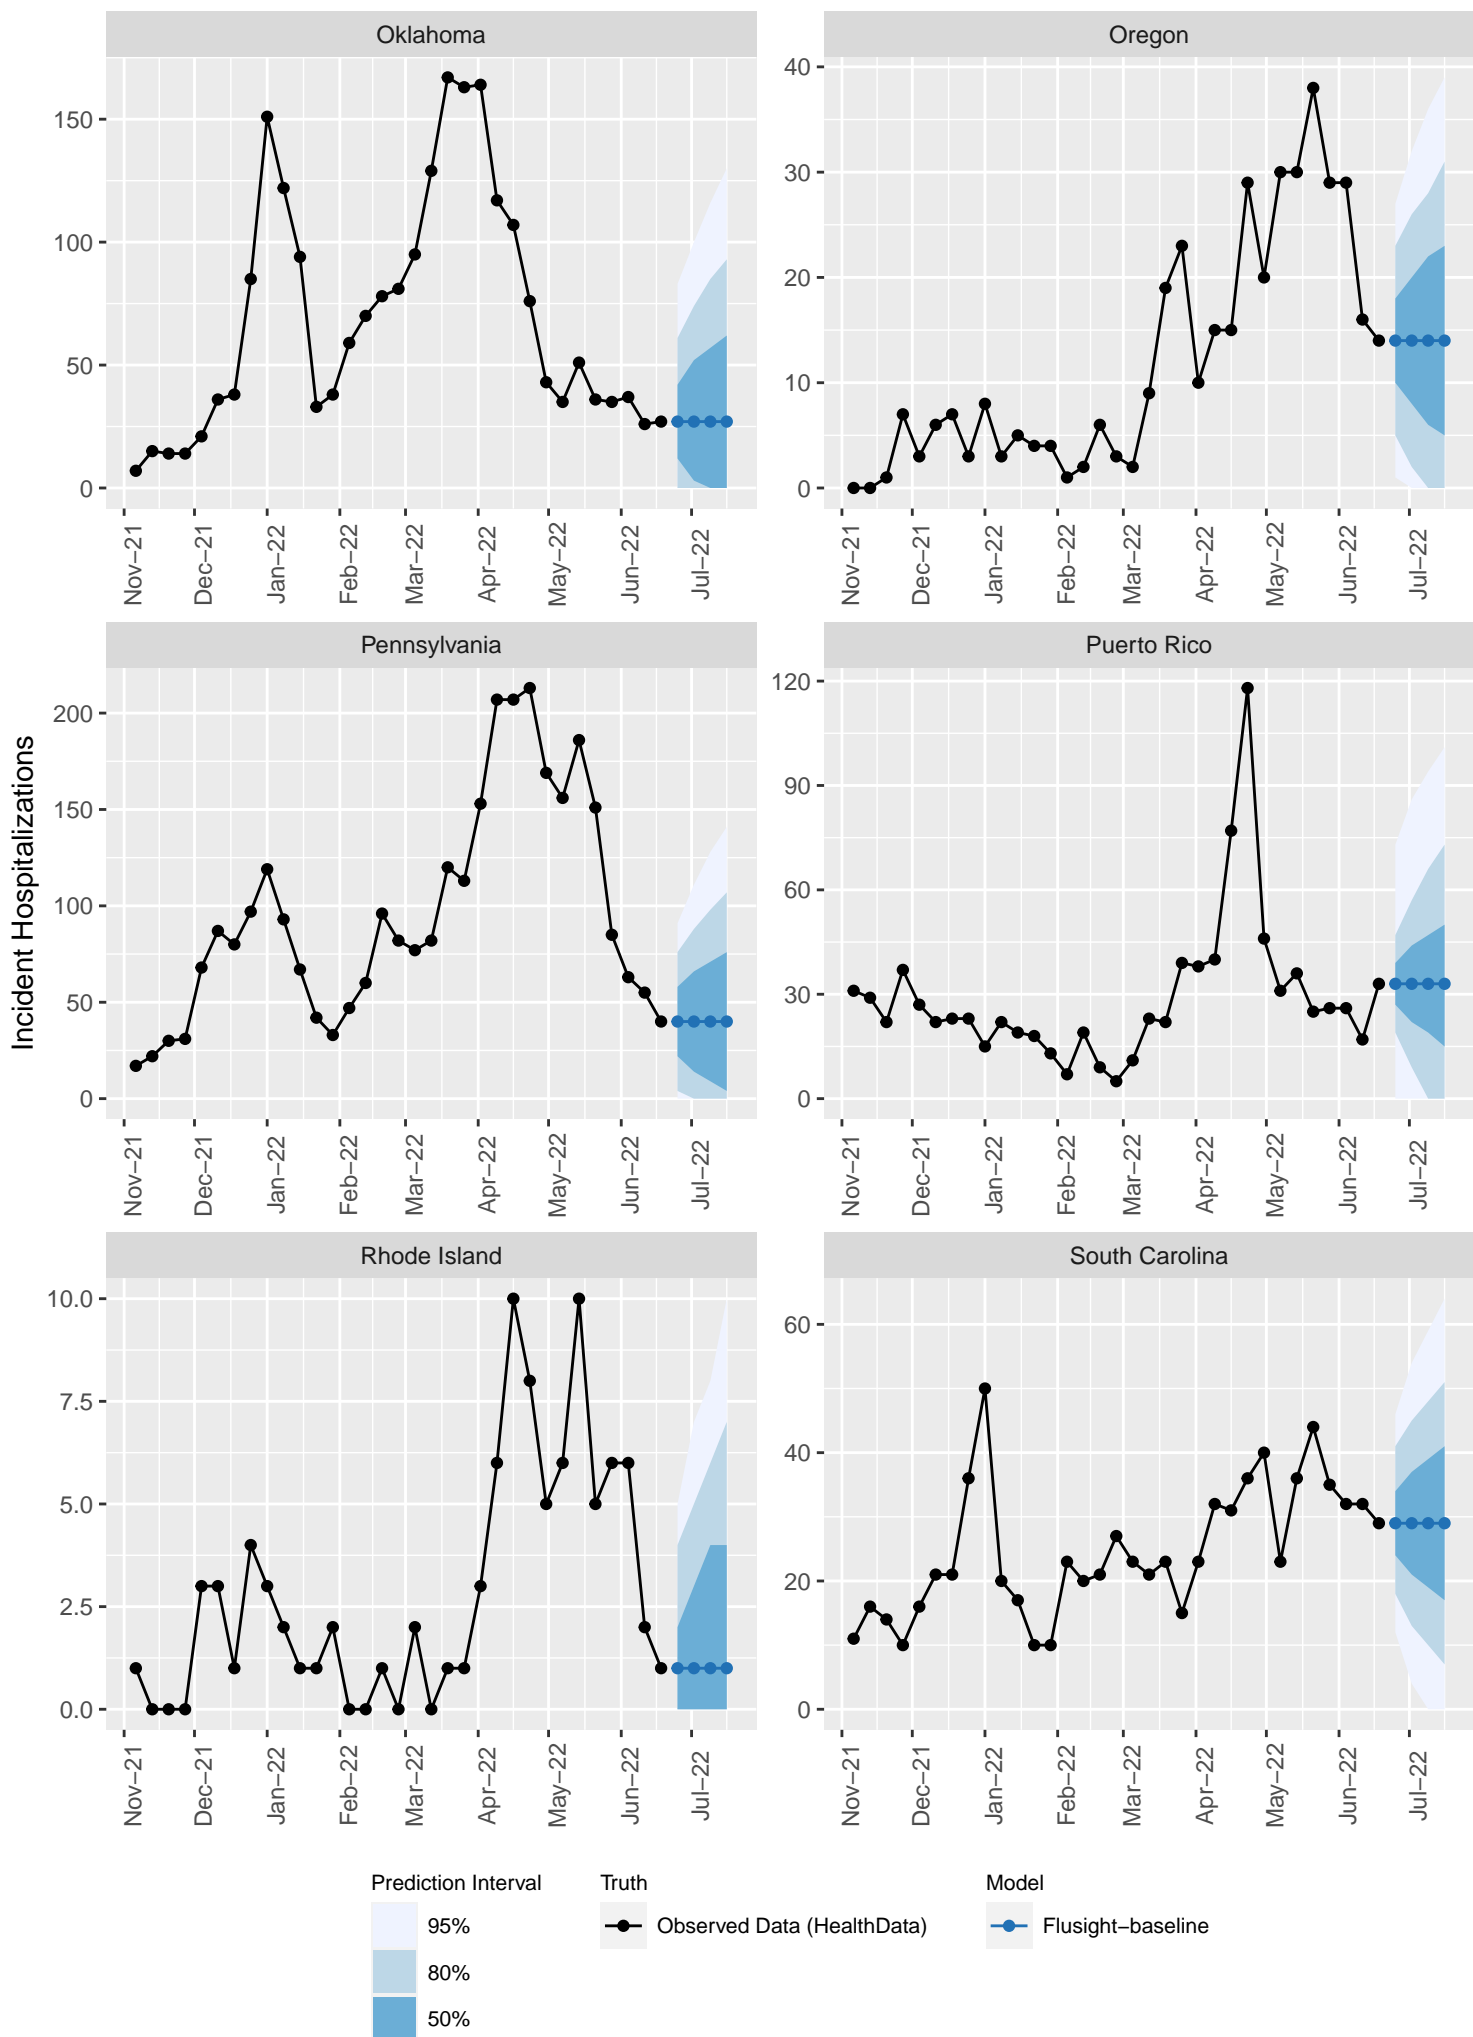 Oklahoma
Oregon
150
100
50
0
40
30
20
10
0
Nov−21 Dec−21 Jan−22 Feb−22 Mar−22 Apr−22 May−22 Jun−22 Jul−22
Nov−21 Dec−21 Jan−22 Feb−22 Mar−22 Apr−22 May−22 Jun−22 Jul−22
Incident Hospitalizations
Pennsylvania
Puerto Rico
200
150
100
50
0
120
90
60
30
0
Nov−21 Dec−21 Jan−22 Feb−22 Mar−22 Apr−22 May−22 Jun−22 Jul−22
Nov−21 Dec−21 Jan−22 Feb−22 Mar−22 Apr−22 May−22 Jun−22 Jul−22
Rhode Island
South Carolina
10.0
7.5
5.0
2.5
0.0
60
40
20
0
Nov−21 Dec−21 Jan−22 Feb−22 Mar−22 Apr−22 May−22 Jun−22 Jul−22
Nov−21 Dec−21 Jan−22 Feb−22 Mar−22 Apr−22 May−22 Jun−22 Jul−22
Prediction Interval
95%
80%
50%
Truth
Observed Data (HealthData)
Model
Flusight−baseline